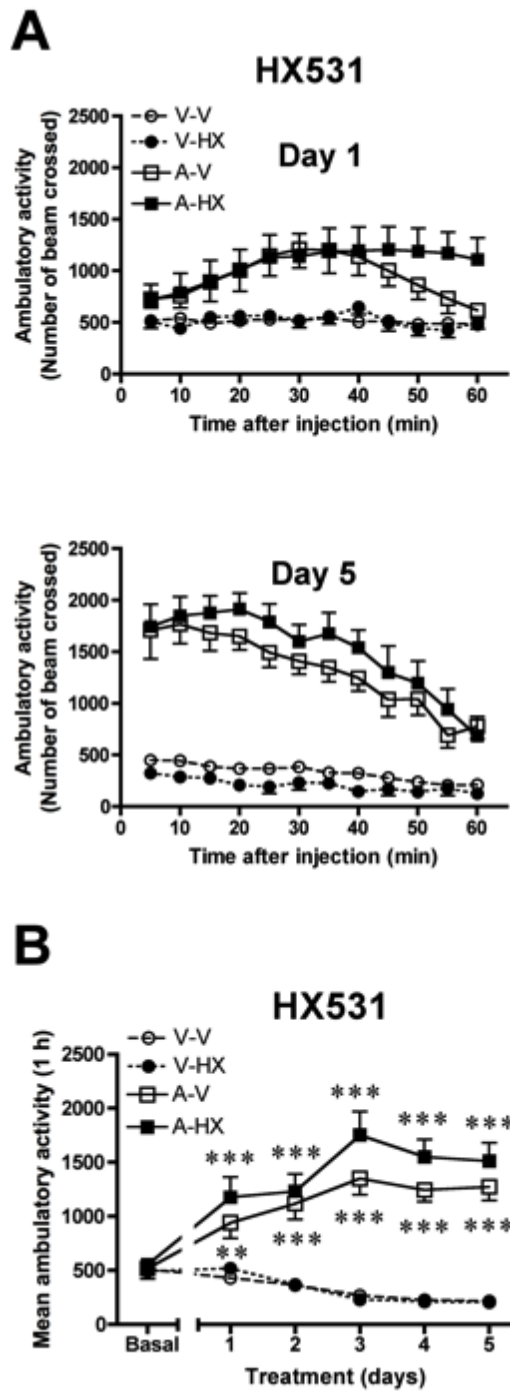 A
HX531
V-V
V-HX
A-V
A-HX
Day 1
Ambulatory activity
(Number of beam crossed)
2500
2000
1500
1000
500
0
0 10 20 30 40 50 60
Time after injection (min)
Day 5
Ambulatory activity
(Number of beam crossed)
2500
2000
1500
1000
500
0
0 10 20 30 40 50 60
Time after injection (min)
B
HX531
V-V
V-HX
A-V
A-HX
Mean ambulatory activity (1 h)
2500
2000
1500
1000
500
0
*** *** *** *** ***
** *** *** *** ***
Basal 1 2 3 4 5
Treatment (days)